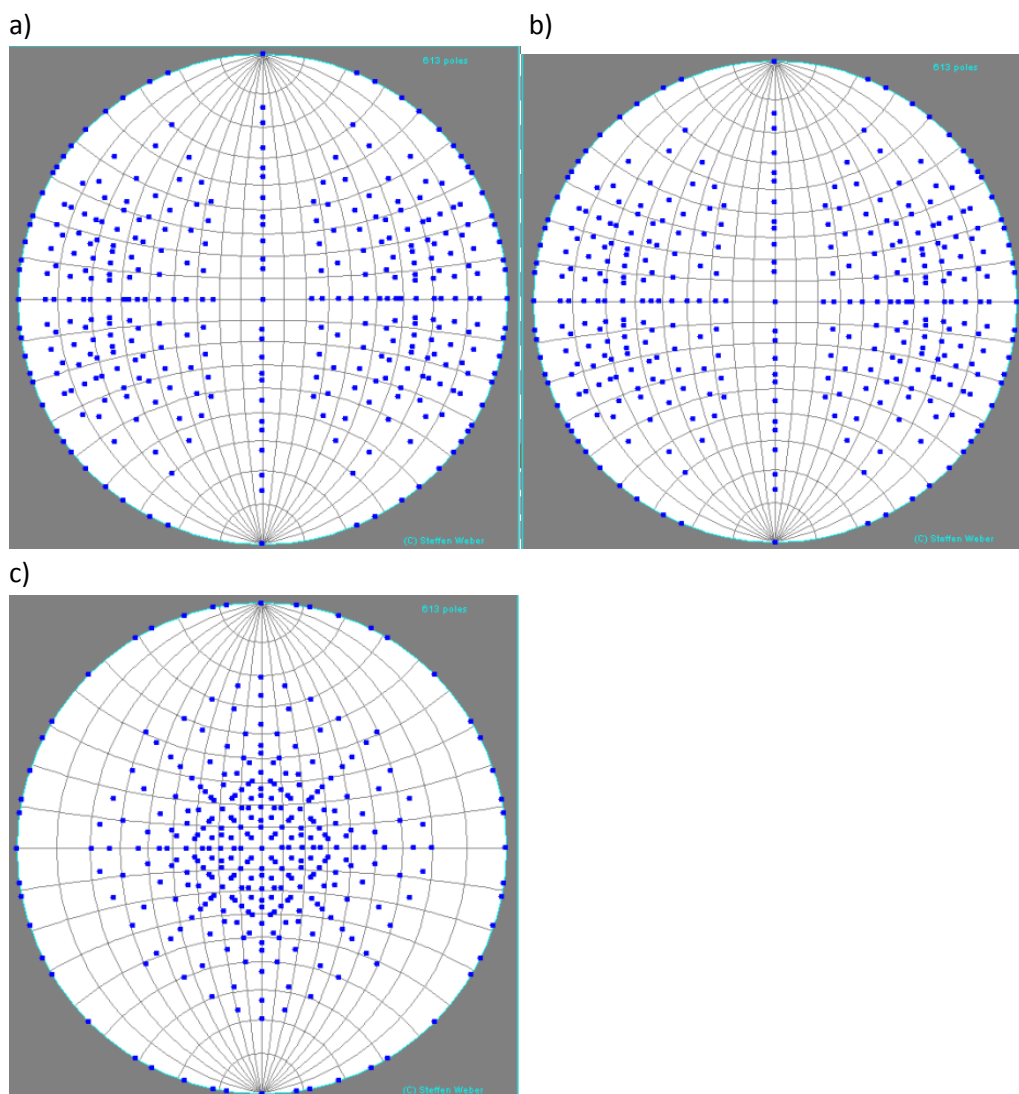 a)
b)
613 poles
613 poles
(C) Steffen Weber
(C) Steffen Weber
c)
613 poles
(C) Steffen Weber